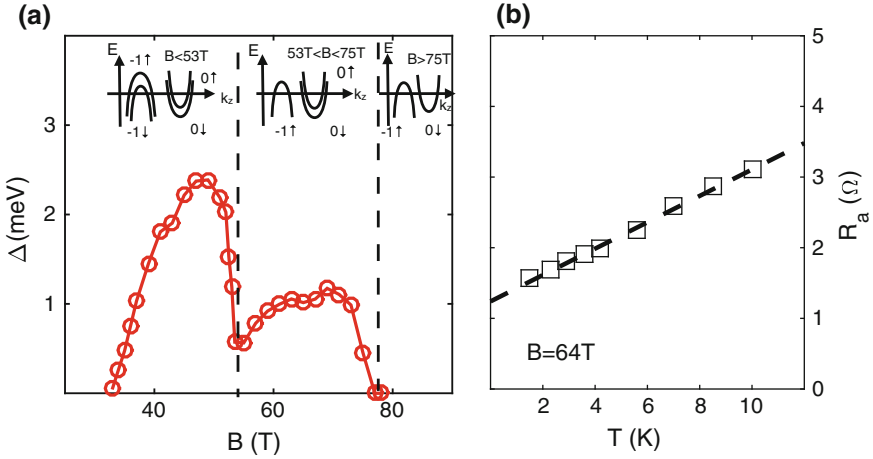 (a)
E
-1↑
B<53T
0↑
k_z
-1↓
0↓
E
53T<B<75T
0↑
k_z
-1↑
0↓
E
B>75T
k_z
-1↑
0↓
3
2
1
Δ (meV)
40
60
80
B (T)
(b)
5
4
3
2
1
0
R_a (Ω)
B=64T
2
4
6
8
10
T (K)